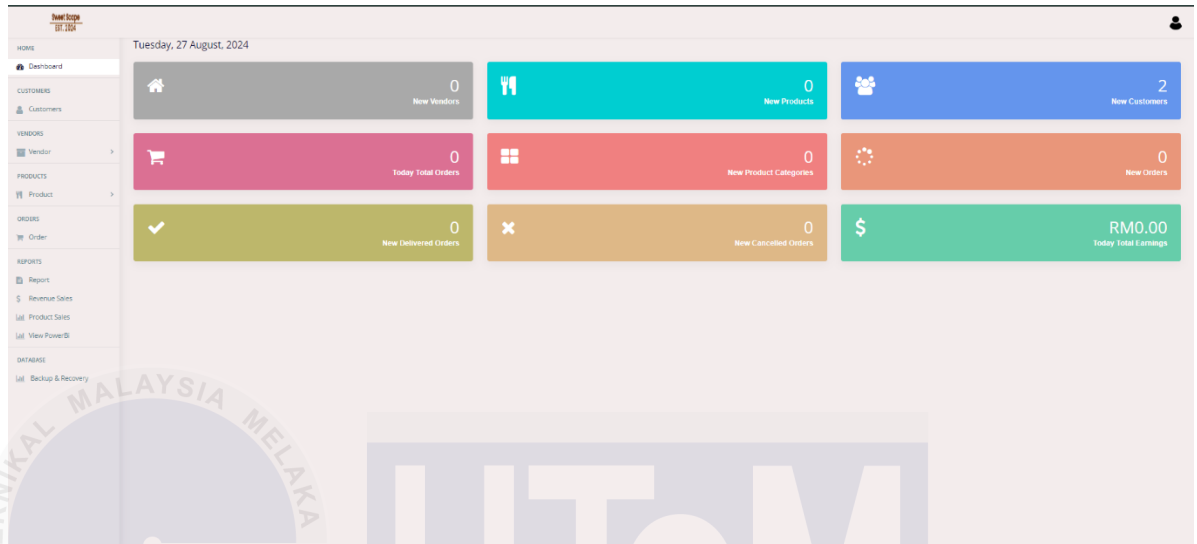 Sweet Scope
EST. 2024
HOME
Dashboard
CUSTOMERS
Customers
VENDORS
Vendor
PRODUCTS
Product
ORDERS
Order
REPORTS
Report
Revenue Sales
Product Sales
View PowerBI
DATABASE
Backup & Recovery
Tuesday, 27 August, 2024
0
New Vendors
0
New Products
2
New Customers
0
Today Total Orders
0
New Product Categories
0
New Orders
0
New Delivered Orders
0
New Cancelled Orders
RM0.00
Today Total Earnings
MALAYSIA MELAKA
UTeM